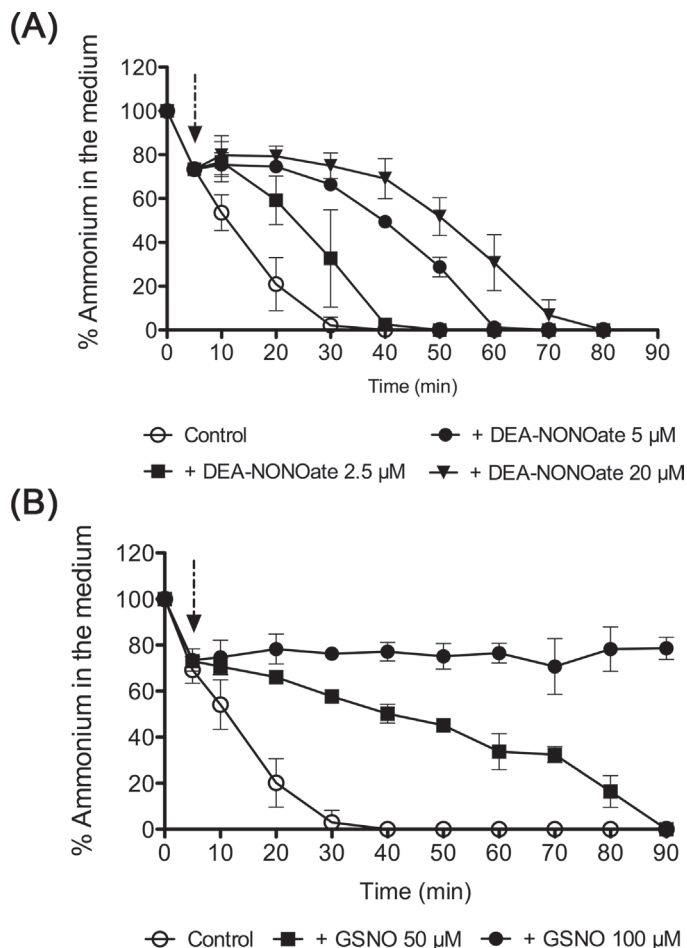 (A)
% Ammonium in the medium
120
100
80
60
40
20
0
0 10 20 30 40 50 60 70 80 90
Time (min)
Control
+ DEA-NONOate 5 µM
+ DEA-NONOate 2.5 µM
+ DEA-NONOate 20 µM
(B)
% Ammonium in the medium
120
100
80
60
40
20
0
0 10 20 30 40 50 60 70 80 90
Time (min)
Control + GSNO 50 µM + GSNO 100 µM